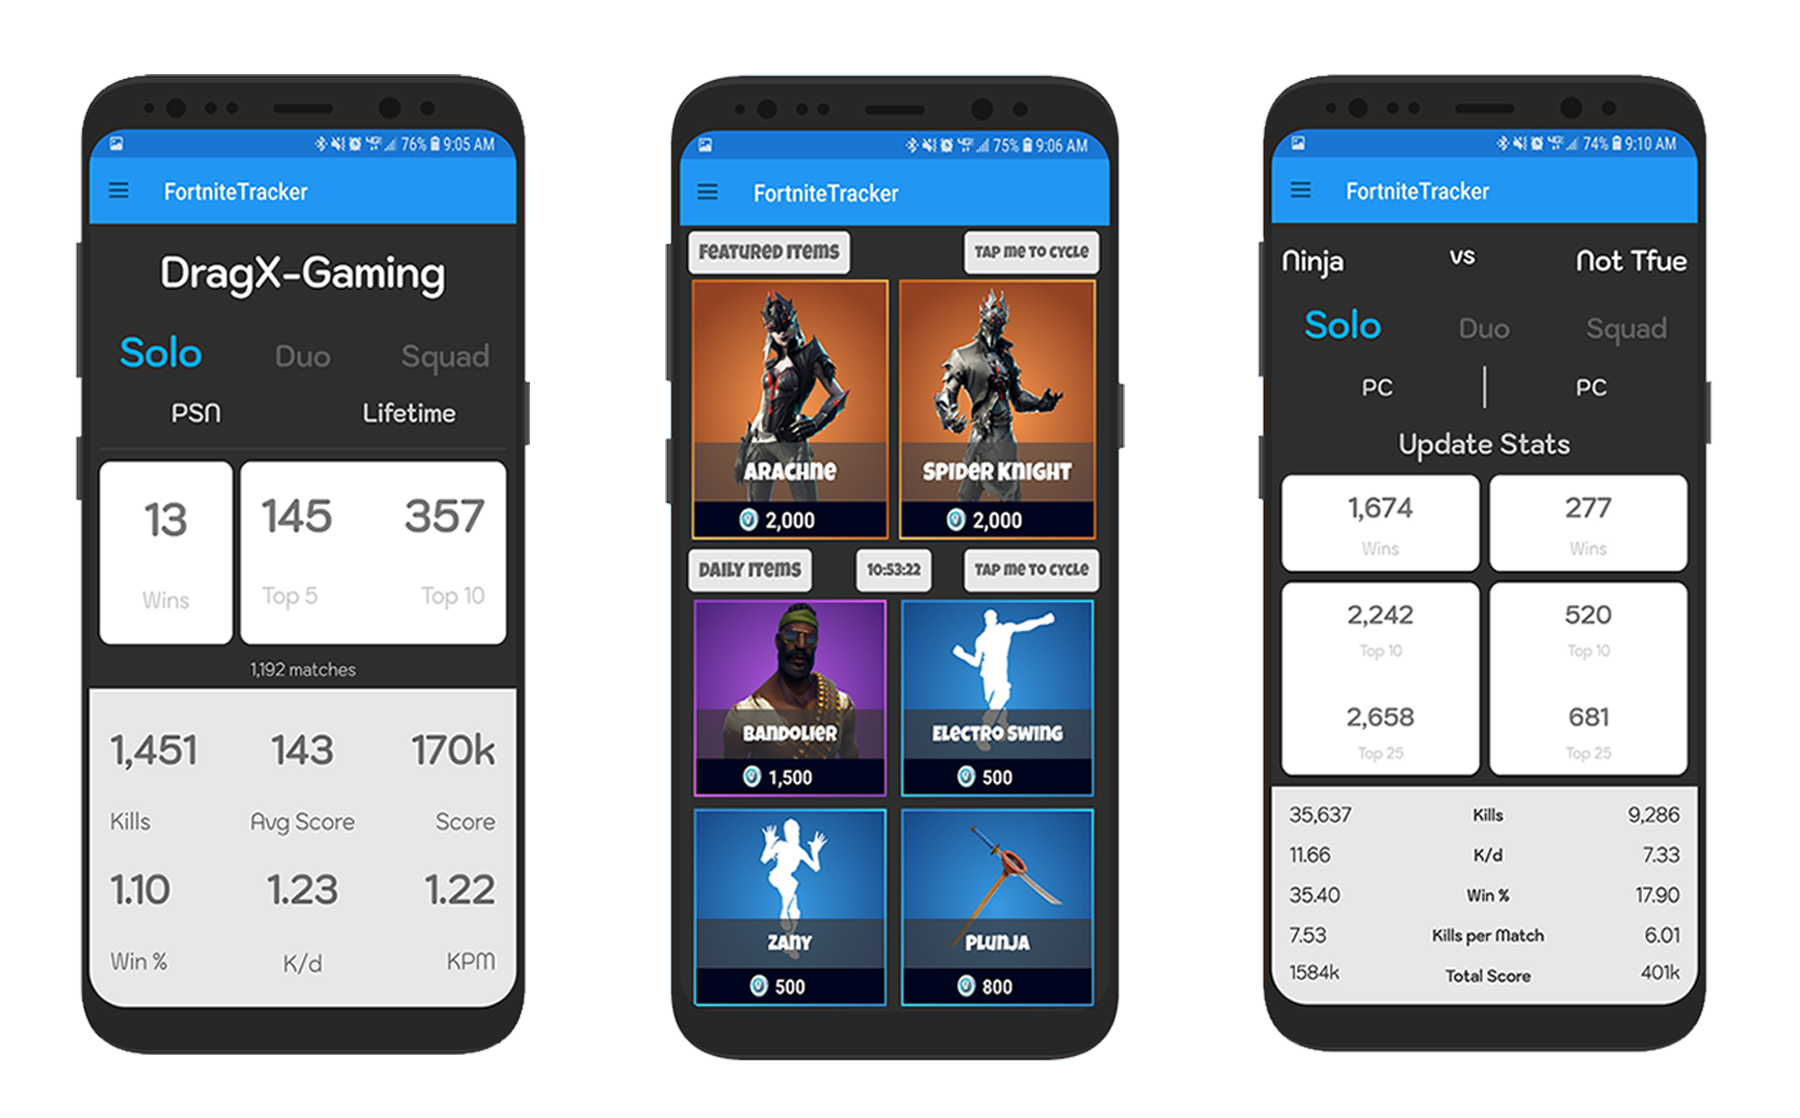 76% 9:05 AM
FortniteTracker
DragX-Gaming
Solo Duo Squad
PSN Lifetime
13 145 357
Wins Top 5 Top 10
1,192 matches
1,451 143 170k
Kills Avg Score Score
1.10 1.23 1.22
Win % K/d KPM
75% 9:06 AM
FortniteTracker
Featured Items Tap me to cycle
Arachne Spider Knight
2,000 2,000
Daily Items 10:53:22 Tap me to cycle
Bandolier Electro Swing
1,500 500
Zany Plunja
500 800
74% 9:10 AM
FortniteTracker
Ninja vs Not Tfue
Solo Duo Squad
PC PC
Update Stats
1,674 277
Wins Wins
2,242 520
Top 10 Top 10
2,658 681
Top 25 Top 25
35,637 Kills 9,286
11.66 K/d 7.33
35.40 Win % 17.90
7.53 Kills per Match 6.01
1584k Total Score 401k